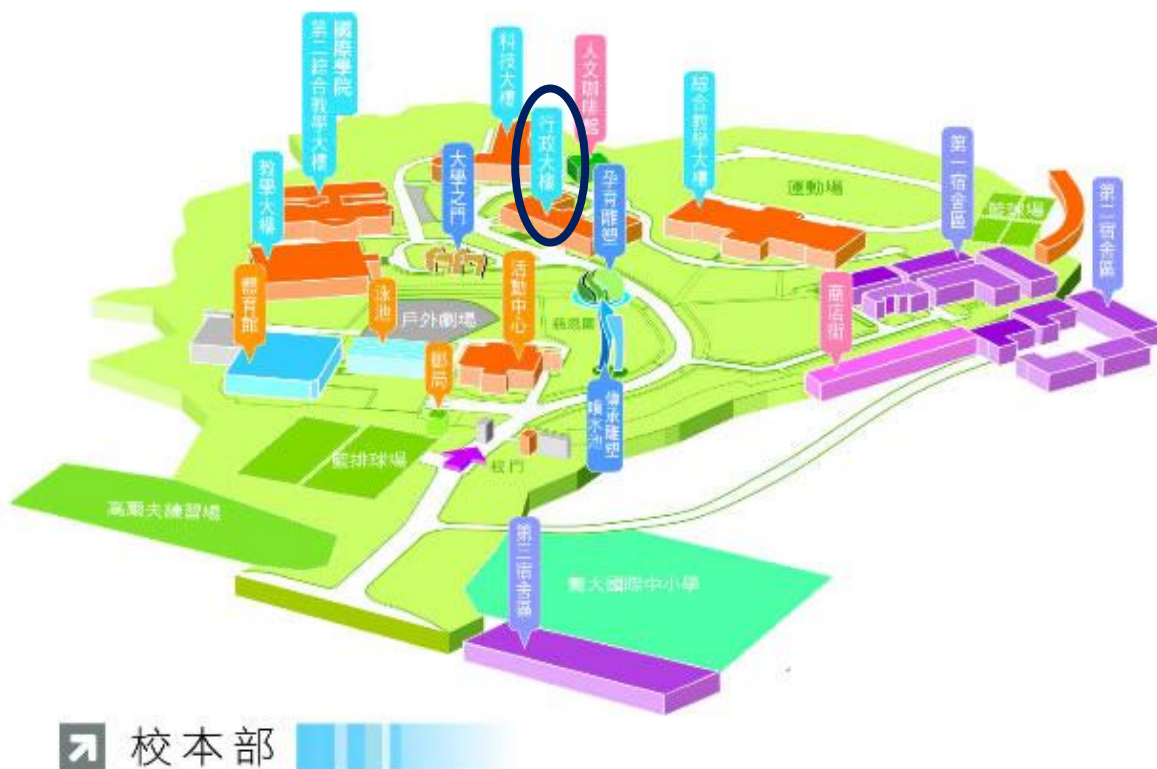 國際學院
第二綜合教學大樓
科技大樓
行政大樓
人文咖啡館
綜合教學大樓
運動場
第一宿舍區
籃球場
第二宿舍區
教學大樓
大學之門
孕育雕塑
體育館
泳池
戶外劇場
活動中心
商店街
郵局
傳承雕塑
噴水池
籃排球場
校門
高爾夫練習場
第三宿舍區
義大國際中小學
校本部